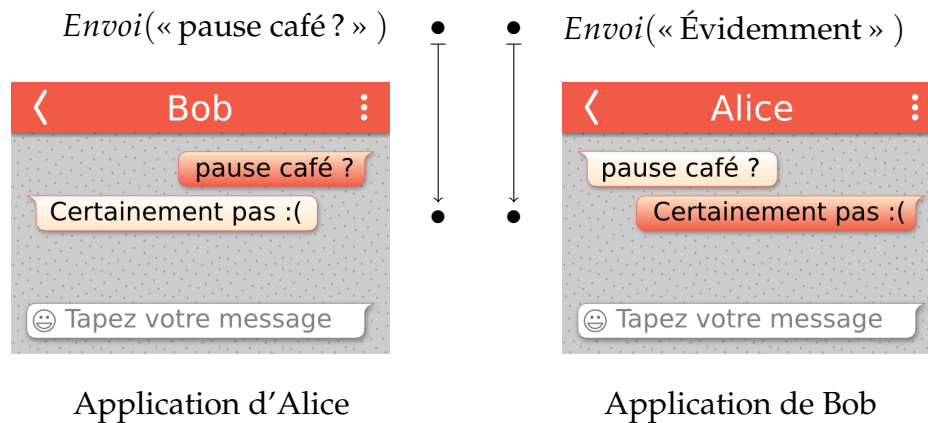 Envoi(« pause café ? » )
Envoi(« Évidemment » )
Bob
pause café ?
Certainement pas :(
Tapez votre message
Alice
pause café ?
Certainement pas :(
Tapez votre message
Application d’Alice
Application de Bob